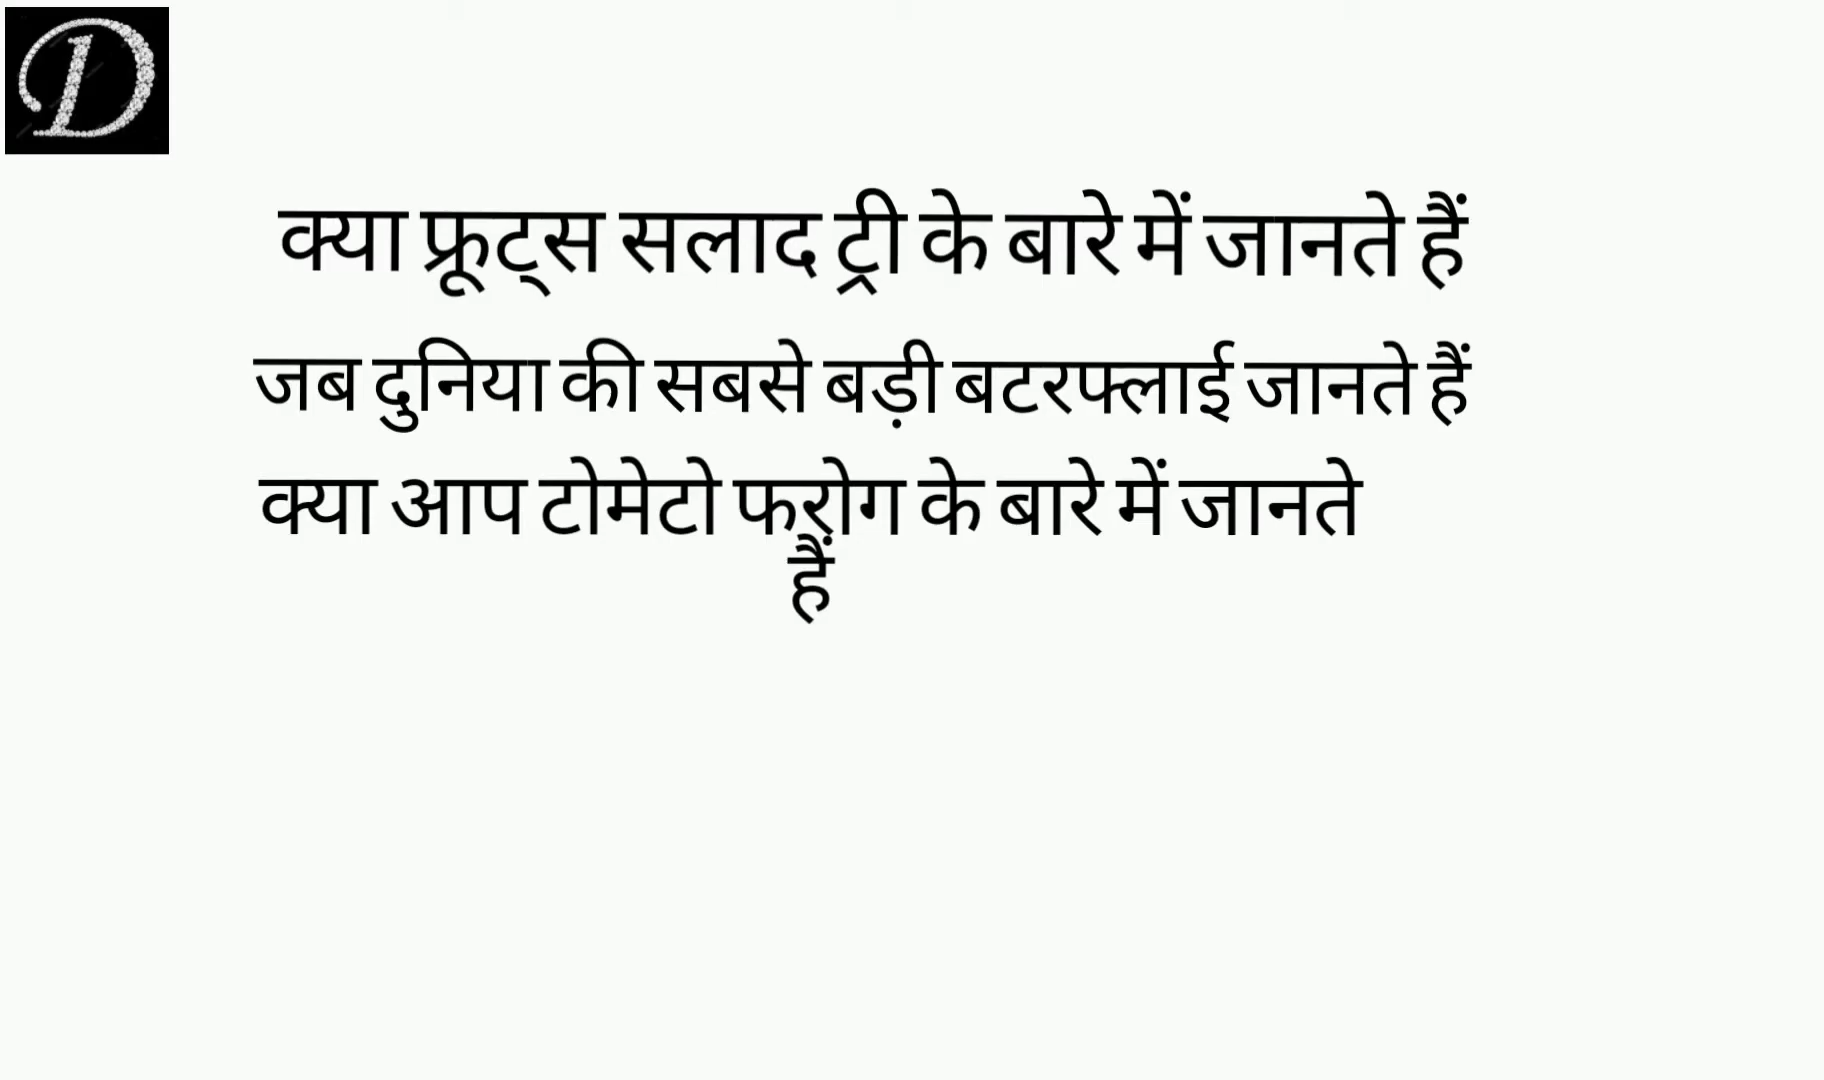 D
क्या फ्रूट्स सलाद ट्री के बारे में जानते हैं
जब दुनिया की सबसे बड़ी बटरफ्लाई जानते हैं
क्या आप टोमेटो फरोग के बारे में जानते
हैं